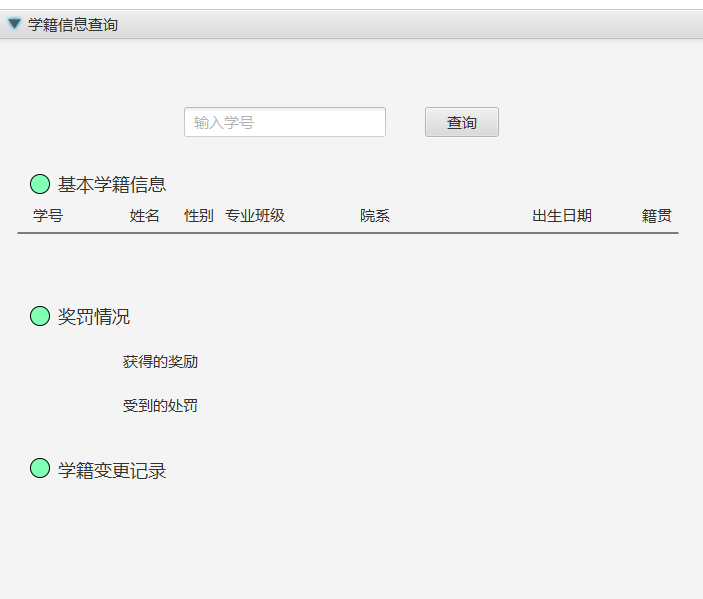 学籍信息查询
输入学号 查询
基本学籍信息
学号 姓名 性别 专业班级 院系 出生日期 籍贯
奖罚情况
获得的奖励
受到的处罚
学籍变更记录